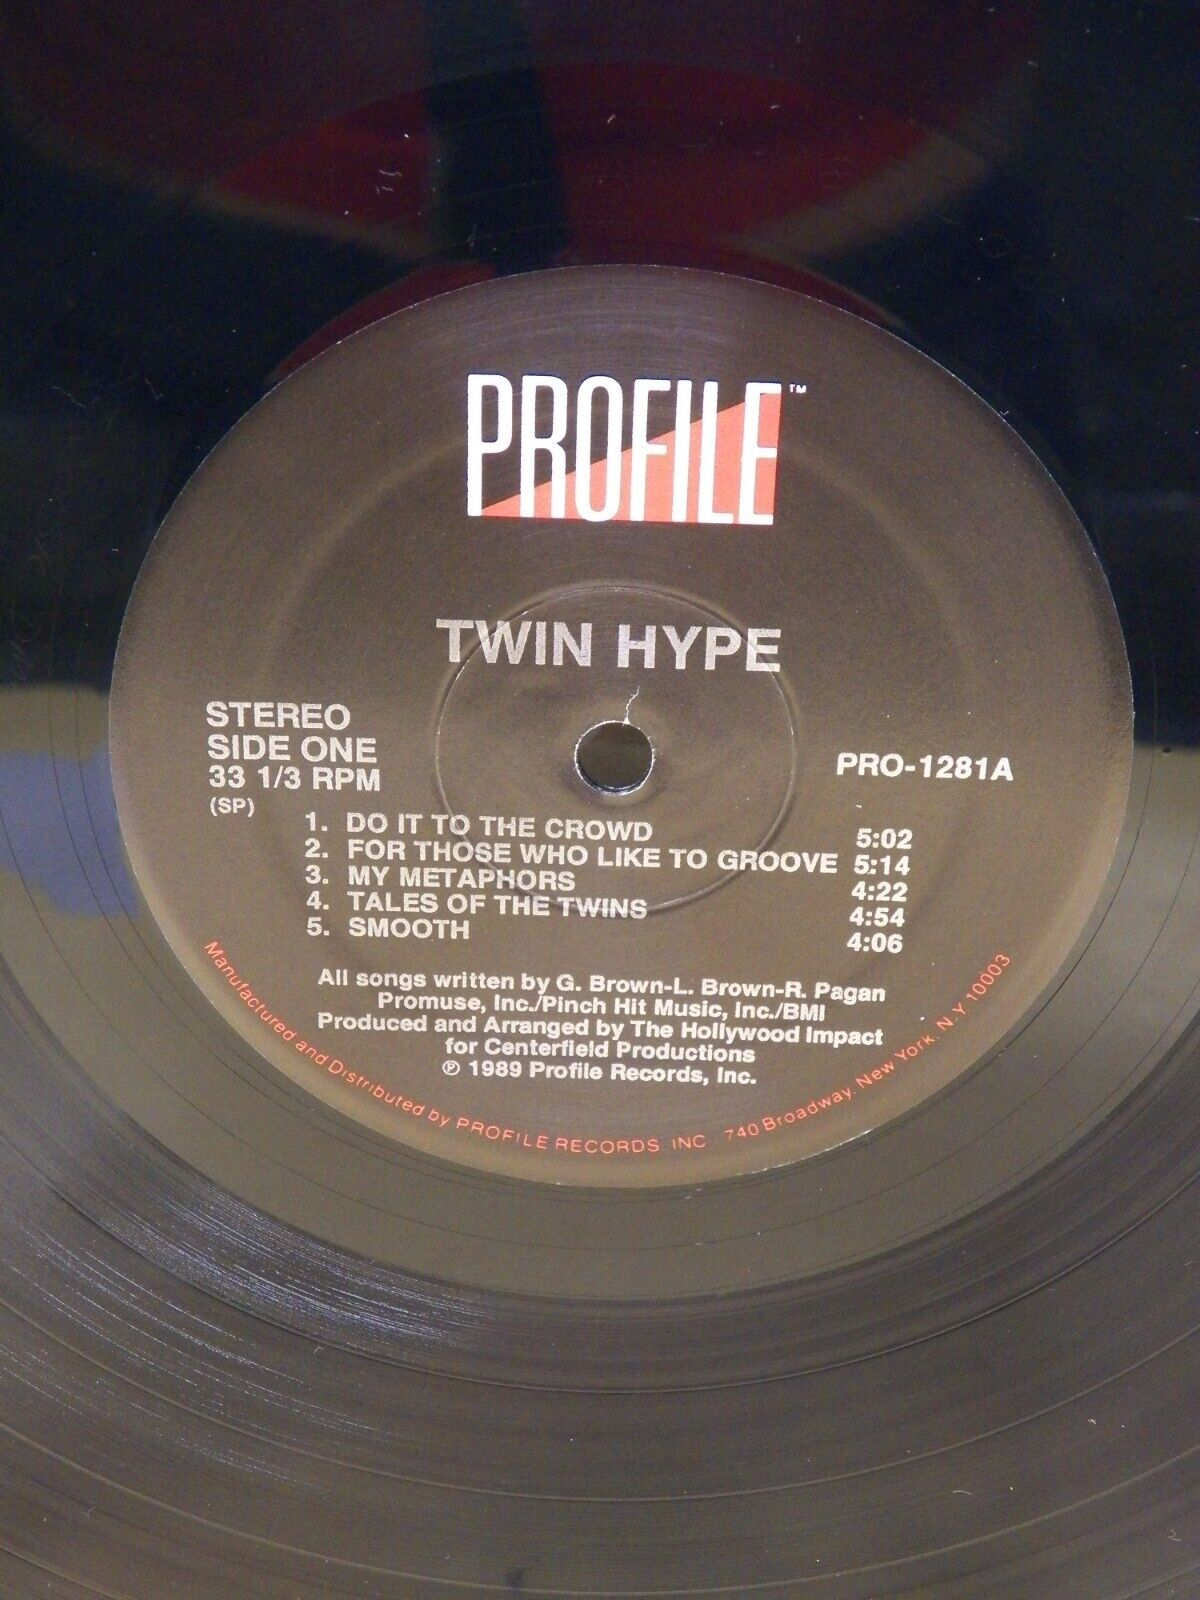 PROFILE™
TWIN HYPE
STEREO
SIDE ONE
33 1/3 RPM
(SP)
PRO-1281A
1. DO IT TO THE CROWD 5:02
2. FOR THOSE WHO LIKE TO GROOVE 5:14
3. MY METAPHORS 4:22
4. TALES OF THE TWINS 4:54
5. SMOOTH 4:06
All songs written by G. Brown-L. Brown-R. Pagan
Promuse, Inc./Pinch Hit Music, Inc./BMI
Produced and Arranged by The Hollywood Impact
for Centerfield Productions
℗ 1989 Profile Records, Inc.
Manufactured and Distributed by PROFILE RECORDS, INC 740 Broadway, New York, N.Y 10003